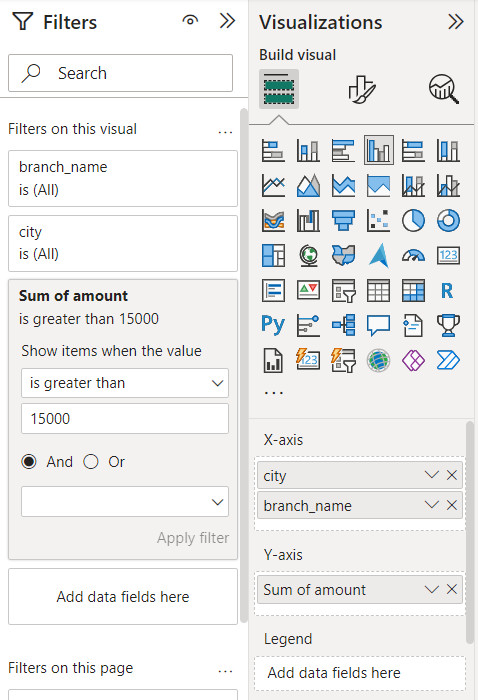 Filters
Search
Filters on this visual
...
branch_name
is (All)
city
is (All)
Sum of amount
is greater than 15000
Show items when the value
is greater than
15000
And
Or
Apply filter
Add data fields here
Filters on this page
...
Visualizations
Build visual
123
R
Py
123
...
X-axis
city
branch_name
Y-axis
Sum of amount
Legend
Add data fields here